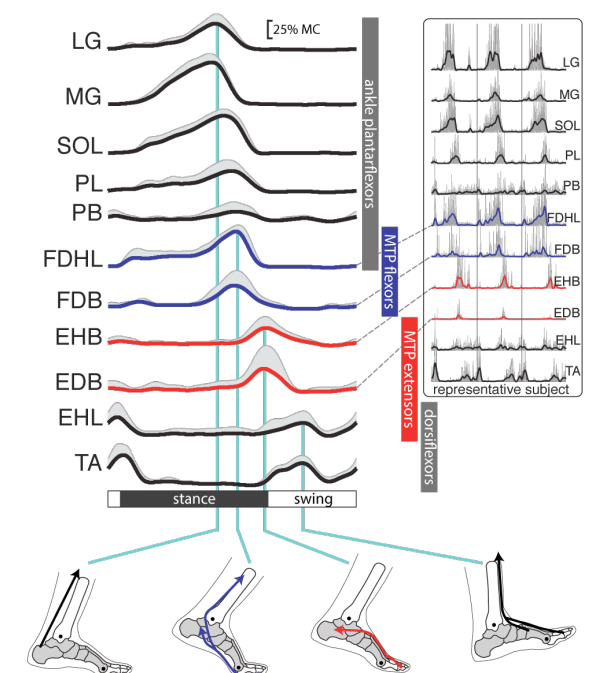 LG
25% MC
MG
SOL
PL
PB
FDHL
FDB
EHB
EDB
EHL
TA
stance
swing
ankle plantarflexors
MTP flexors
MTP extensors
dorsiflexors
LG
MG
SOL
PL
PB
FDHL
FDB
EHB
EDB
EHL
TA
representative subject